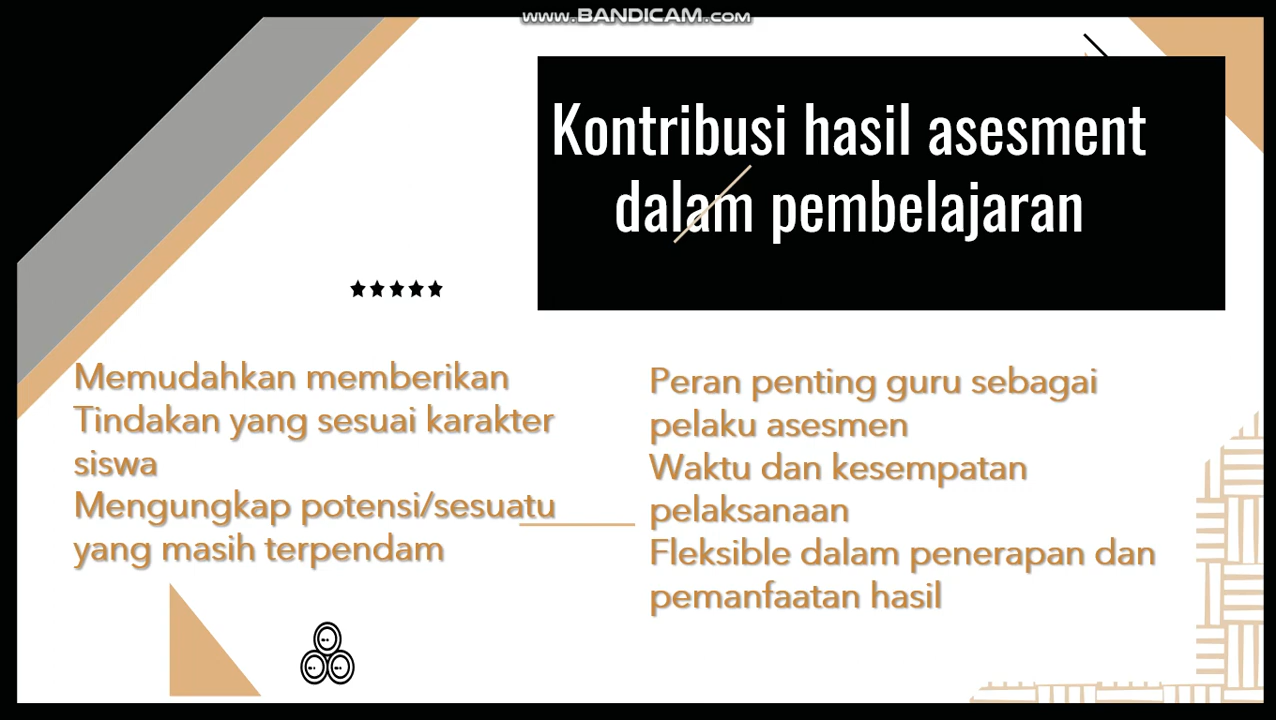 www.BANDICAM.COM
Kontribusi hasil asesment
dalam pembelajaran
Memudahkan memberikan
Tindakan yang sesuai karakter
siswa
Mengungkap potensi/sesuatu
yang masih terpendam
Peran penting guru sebagai
pelaku asesmen
Waktu dan kesempatan
pelaksanaan
Fleksible dalam penerapan dan
pemanfaatan hasil